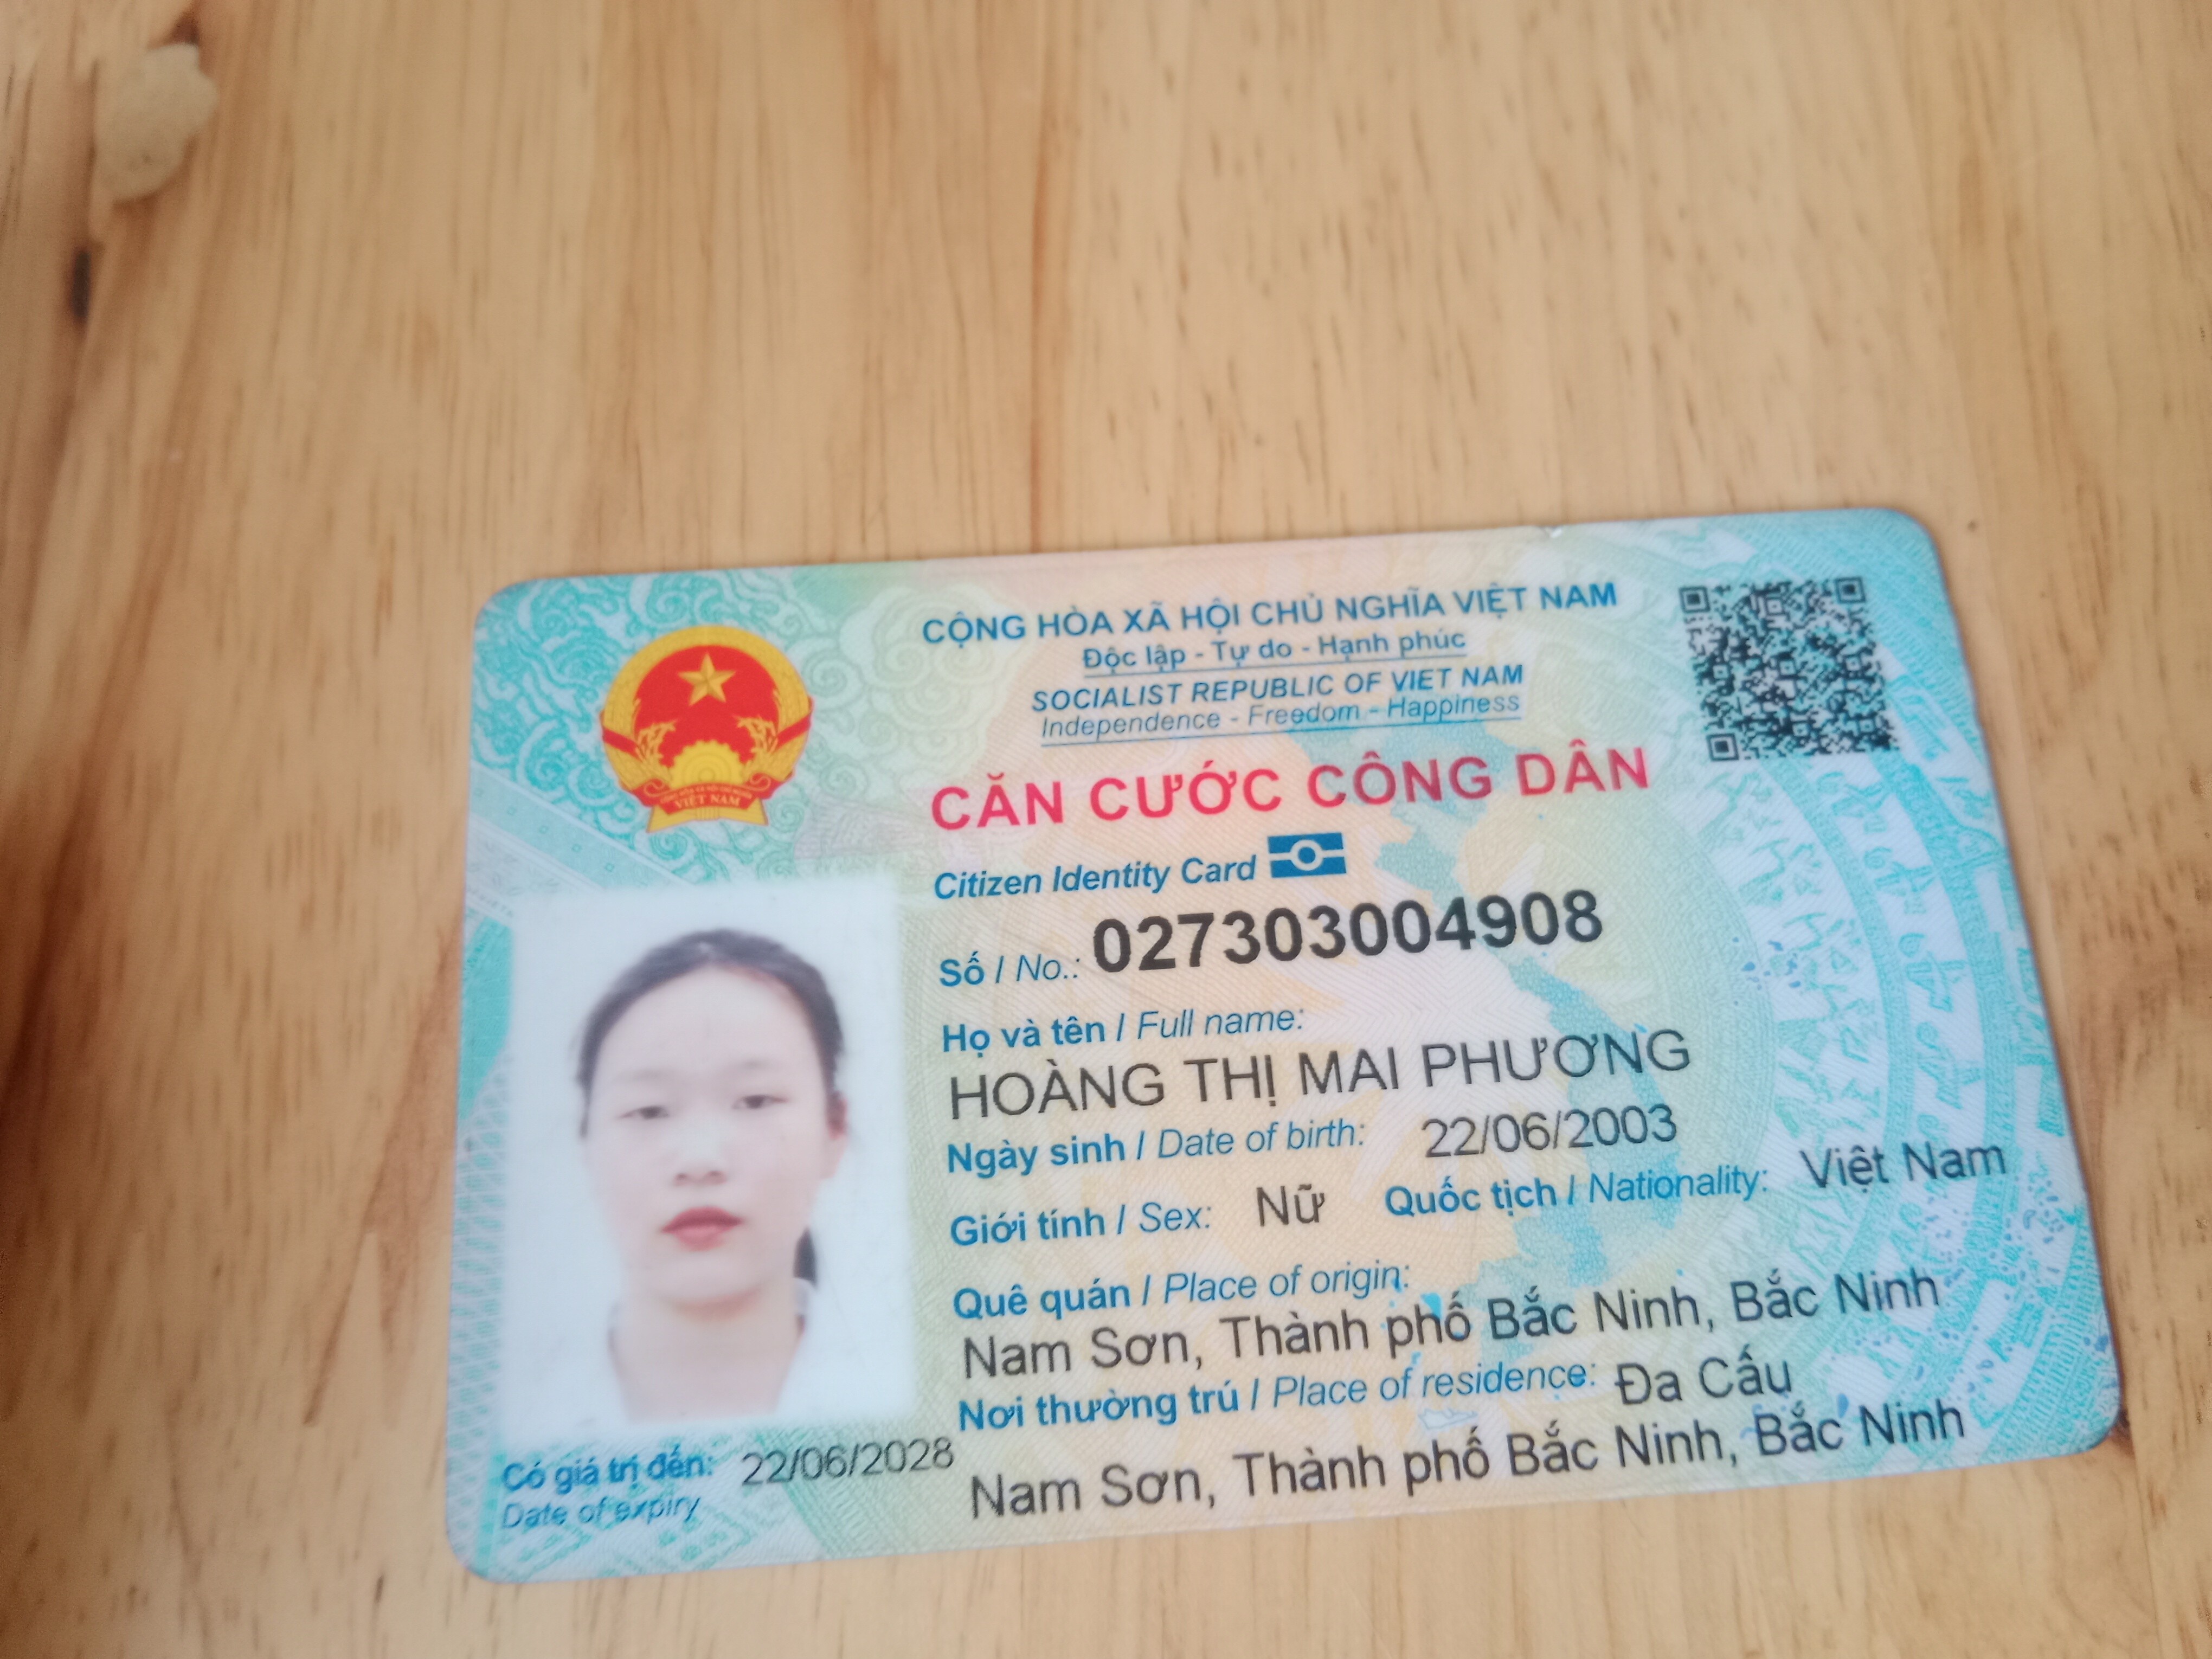 CỘNG HÒA XÃ HỘI CHỦ NGHĨA VIỆT NAM
Độc lập - Tự do - Hạnh phúc
SOCIALIST REPUBLIC OF VIET NAM
Independence - Freedom - Happiness
CĂN CƯỚC CÔNG DÂN
Citizen Identity Card
Số / No.: 027303004908
Họ và tên / Full name:
HOÀNG THỊ MAI PHƯƠNG
Ngày sinh / Date of birth: 22/06/2003
Giới tính / Sex: Nữ Quốc tịch / Nationality: Việt Nam
Quê quán / Place of origin:
Nam Sơn, Thành phố Bắc Ninh, Bắc Ninh
Nơi thường trú / Place of residence: Đa Cấu
Nam Sơn, Thành phố Bắc Ninh, Bắc Ninh
Có giá trị đến: 22/06/2028
Date of expiry
VIỆT NAM